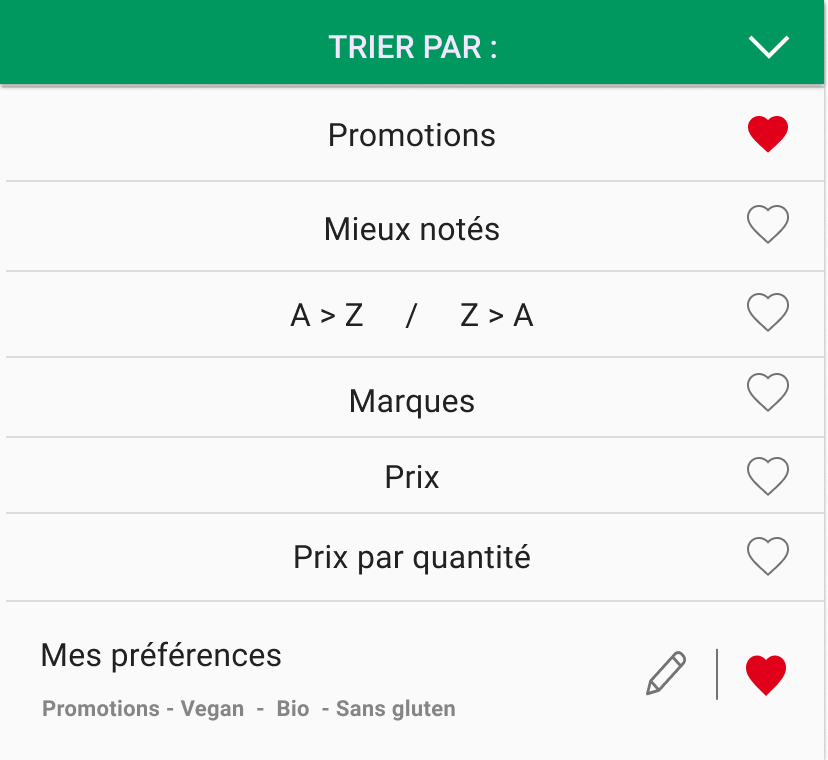 TRIER PAR :
Promotions
Mieux notés
A > Z / Z > A
Marques
Prix
Prix par quantité
Mes préférences
Promotions - Vegan - Bio - Sans gluten